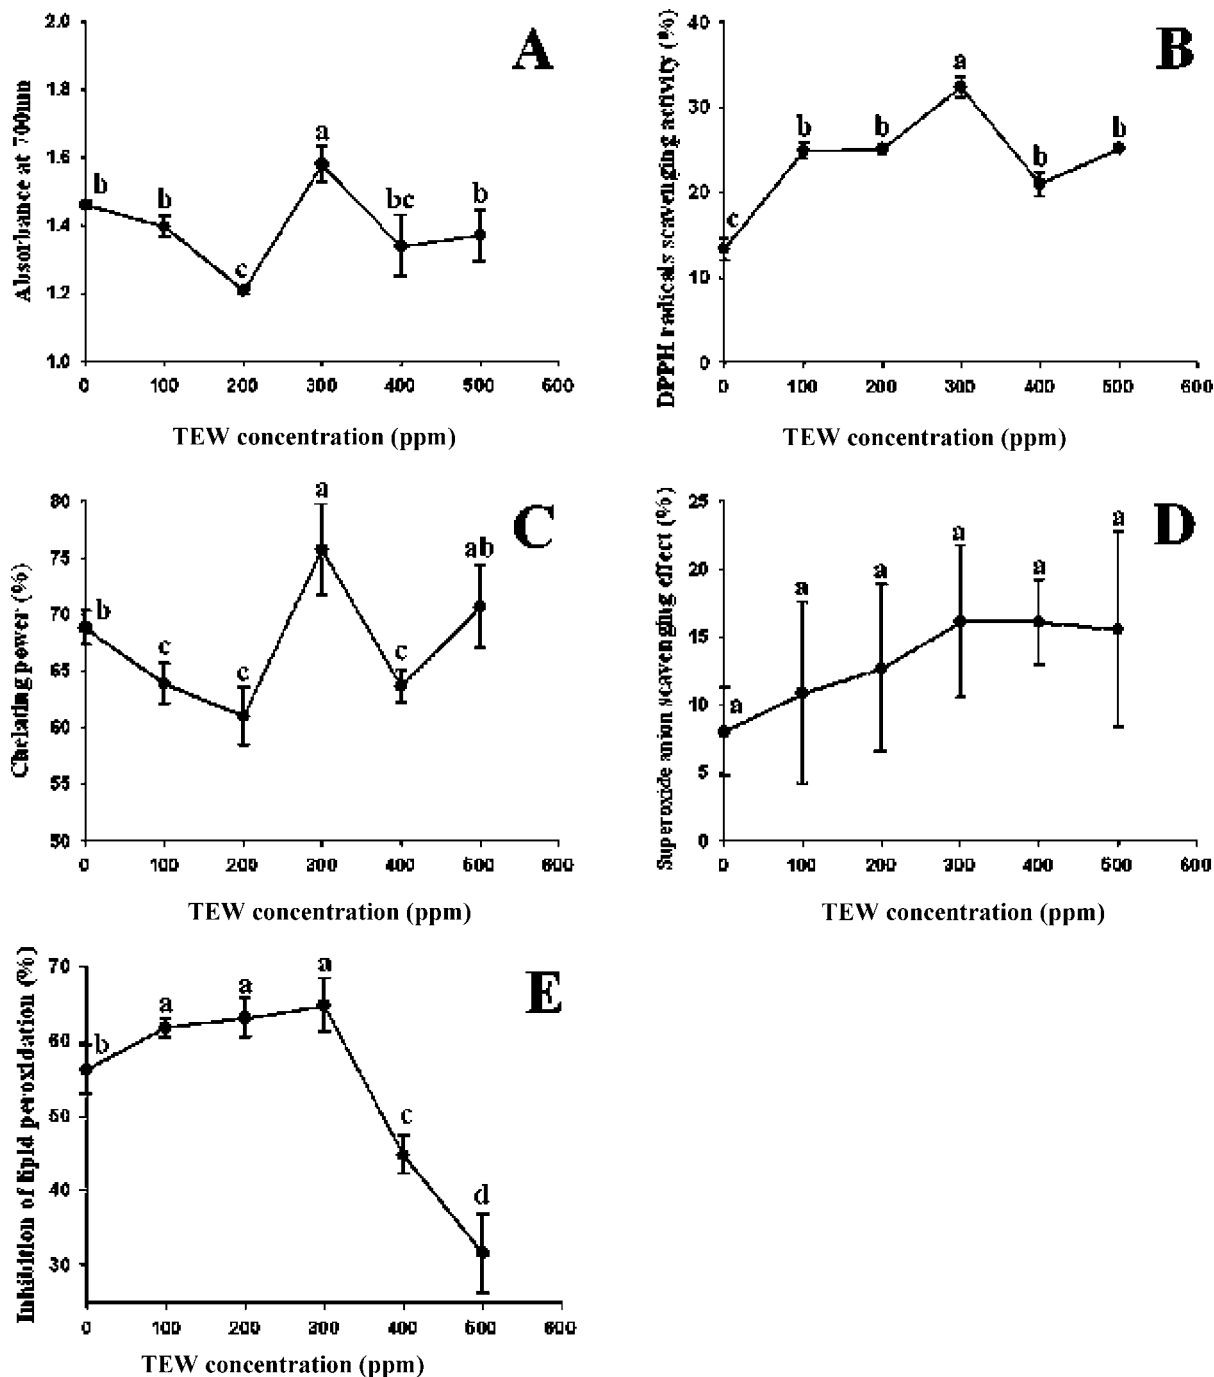 A
Absorbance at 700nm
2.0
1.8
1.6
1.4
1.2
1.0
b
b
c
a
bc
b
0 100 200 300 400 500 600
TEW concentration (ppm)
B
DPPH radicals scavenging activity (%)
40
30
20
10
0
c
b
b
a
b
b
0 100 200 300 400 500 600
TEW concentration (ppm)
C
Chelating power (%)
80
75
70
65
60
55
50
b
c
c
a
c
ab
0 100 200 300 400 500 600
TEW concentration (ppm)
D
Superoxide anion scavenging effect (%)
25
20
15
10
5
0
a
a
a
a
a
a
0 100 200 300 400 500 600
TEW concentration (ppm)
E
Inhibition of lipid peroxidation (%)
70
60
50
40
30
b
a
a
a
c
d
0 100 200 300 400 500 600
TEW concentration (ppm)